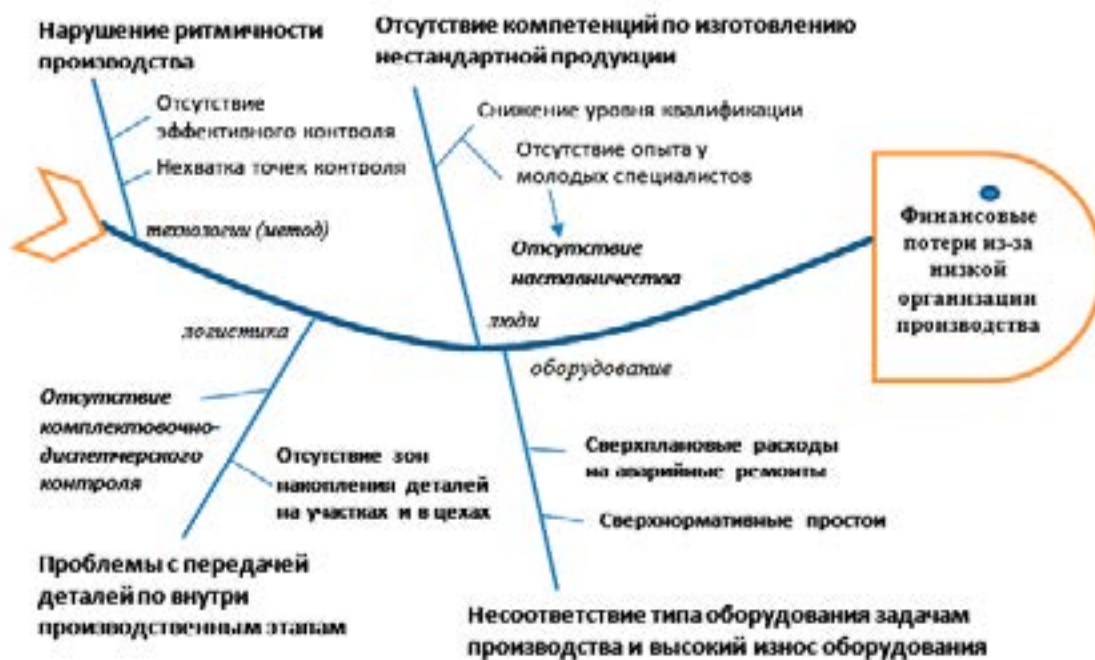 Нарушение ритмичности
производства
Отсутствие
эффективного контроля
Нехватка точек контроля
технологии (метод)
Отсутствие компетенций по изготовлению
нестандартной продукции
Снижение уровня квалификации
Отсутствие опыта у
молодых специалистов
Отсутствие
наставничества
люди
Финансовые
потери из-за
низкой
организации
производства
логистика
Отсутствие
комплектовочно-
диспетчерского
контроля
Отсутствие зон
накопления деталей
на участках и в цехах
Проблемы с передачей
деталей по внутри
производственным этапам
оборудование
Сверхплановые расходы
на аварийные ремонты
Сверхнормативные простои
Несоответствие типа оборудования задачам
производства и высокий износ оборудования